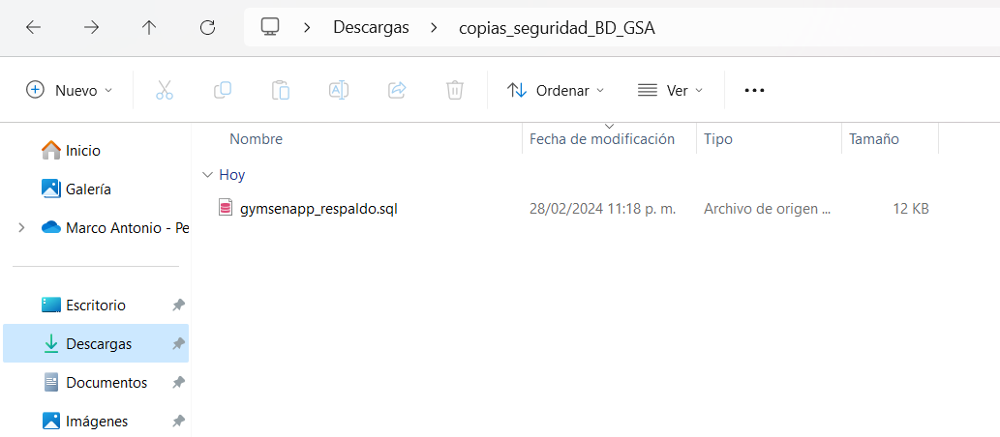 Descargas copias_seguridad_BD_GSA
Nuevo Ordenar Ver
Nombre Fecha de modificación Tipo Tamaño
Inicio
Hoy
Galería
gymsenapp_respaldo.sql 28/02/2024 11:18 p. m. Archivo de origen ... 12 KB
Marco Antonio - Pe
Escritorio
Descargas
Documentos
Imágenes